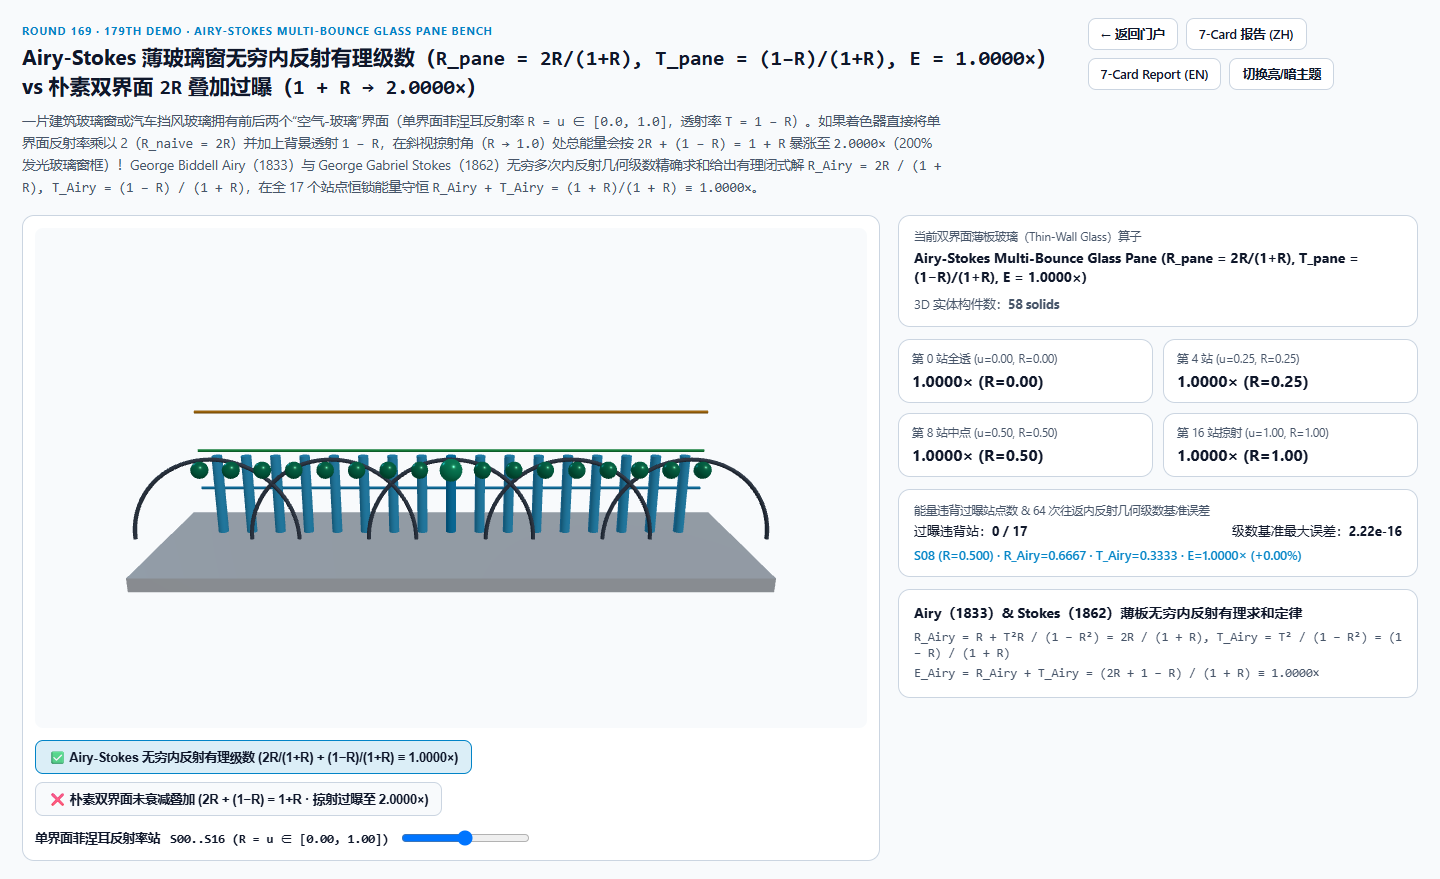 ROUND 169 · 179TH DEMO · AIRY-STOKES MULTI-BOUNCE GLASS PANE BENCH
Airy-Stokes 薄玻璃窗无穷内反射有理级数（R_pane = 2R/(1+R), T_pane = (1−R)/(1+R), E = 1.0000×）
vs 朴素双界面 2R 叠加过曝（1 + R → 2.0000×）
← 返回门户
7-Card 报告 (ZH)
7-Card Report (EN)
切换亮/暗主题
一片建筑玻璃窗或汽车挡风玻璃拥有前后两个“空气-玻璃”界面（单界面菲涅耳反射率 R = u ∈ [0.0, 1.0]，透射率 T = 1 − R）。如果着色器直接将单
界面反射率乘以 2（R_naive = 2R）并加上背景透射 1 − R，在斜视掠射角（R → 1.0）处总能量会按 2R + (1 − R) = 1 + R 暴涨至 2.0000×（200%
发光玻璃窗框）！George Biddell Airy（1833）与 George Gabriel Stokes（1862）无穷多次内反射几何级数精确求和给出有理闭式解 R_Airy = 2R / (1 +
R), T_Airy = (1 − R) / (1 + R)，在全 17 个站点恒锁能量守恒 R_Airy + T_Airy = (1 + R)/(1 + R) ≡ 1.0000×。
当前双界面薄板玻璃（Thin-Wall Glass）算子
Airy-Stokes Multi-Bounce Glass Pane (R_pane = 2R/(1+R), T_pane =
(1−R)/(1+R), E = 1.0000×)
3D 实体构件数：58 solids
第 0 站全透 (u=0.00, R=0.00)
1.0000× (R=0.00)
第 4 站 (u=0.25, R=0.25)
1.0000× (R=0.25)
第 8 站中点 (u=0.50, R=0.50)
1.0000× (R=0.50)
第 16 站掠射 (u=1.00, R=1.00)
1.0000× (R=1.00)
能量违背过曝站点数 & 64 次往返内反射几何级数基准误差
过曝违背站：0 / 17
级数基准最大误差：2.22e-16
S08 (R=0.500) · R_Airy=0.6667 · T_Airy=0.3333 · E=1.0000× (+0.00%)
Airy（1833）& Stokes（1862）薄板无穷内反射有理求和定律
R_Airy = R + T²R / (1 − R²) = 2R / (1 + R), T_Airy = T² / (1 − R²) = (1
− R) / (1 + R)
E_Airy = R_Airy + T_Airy = (2R + 1 − R) / (1 + R) ≡ 1.0000×
✅ Airy-Stokes 无穷内反射有理级数 (2R/(1+R) + (1−R)/(1+R) ≡ 1.0000×)
❌ 朴素双界面未衰减叠加 (2R + (1−R) = 1+R · 掠射过曝至 2.0000×)
单界面菲涅耳反射率站 S00..S16 (R = u ∈ [0.00, 1.00])